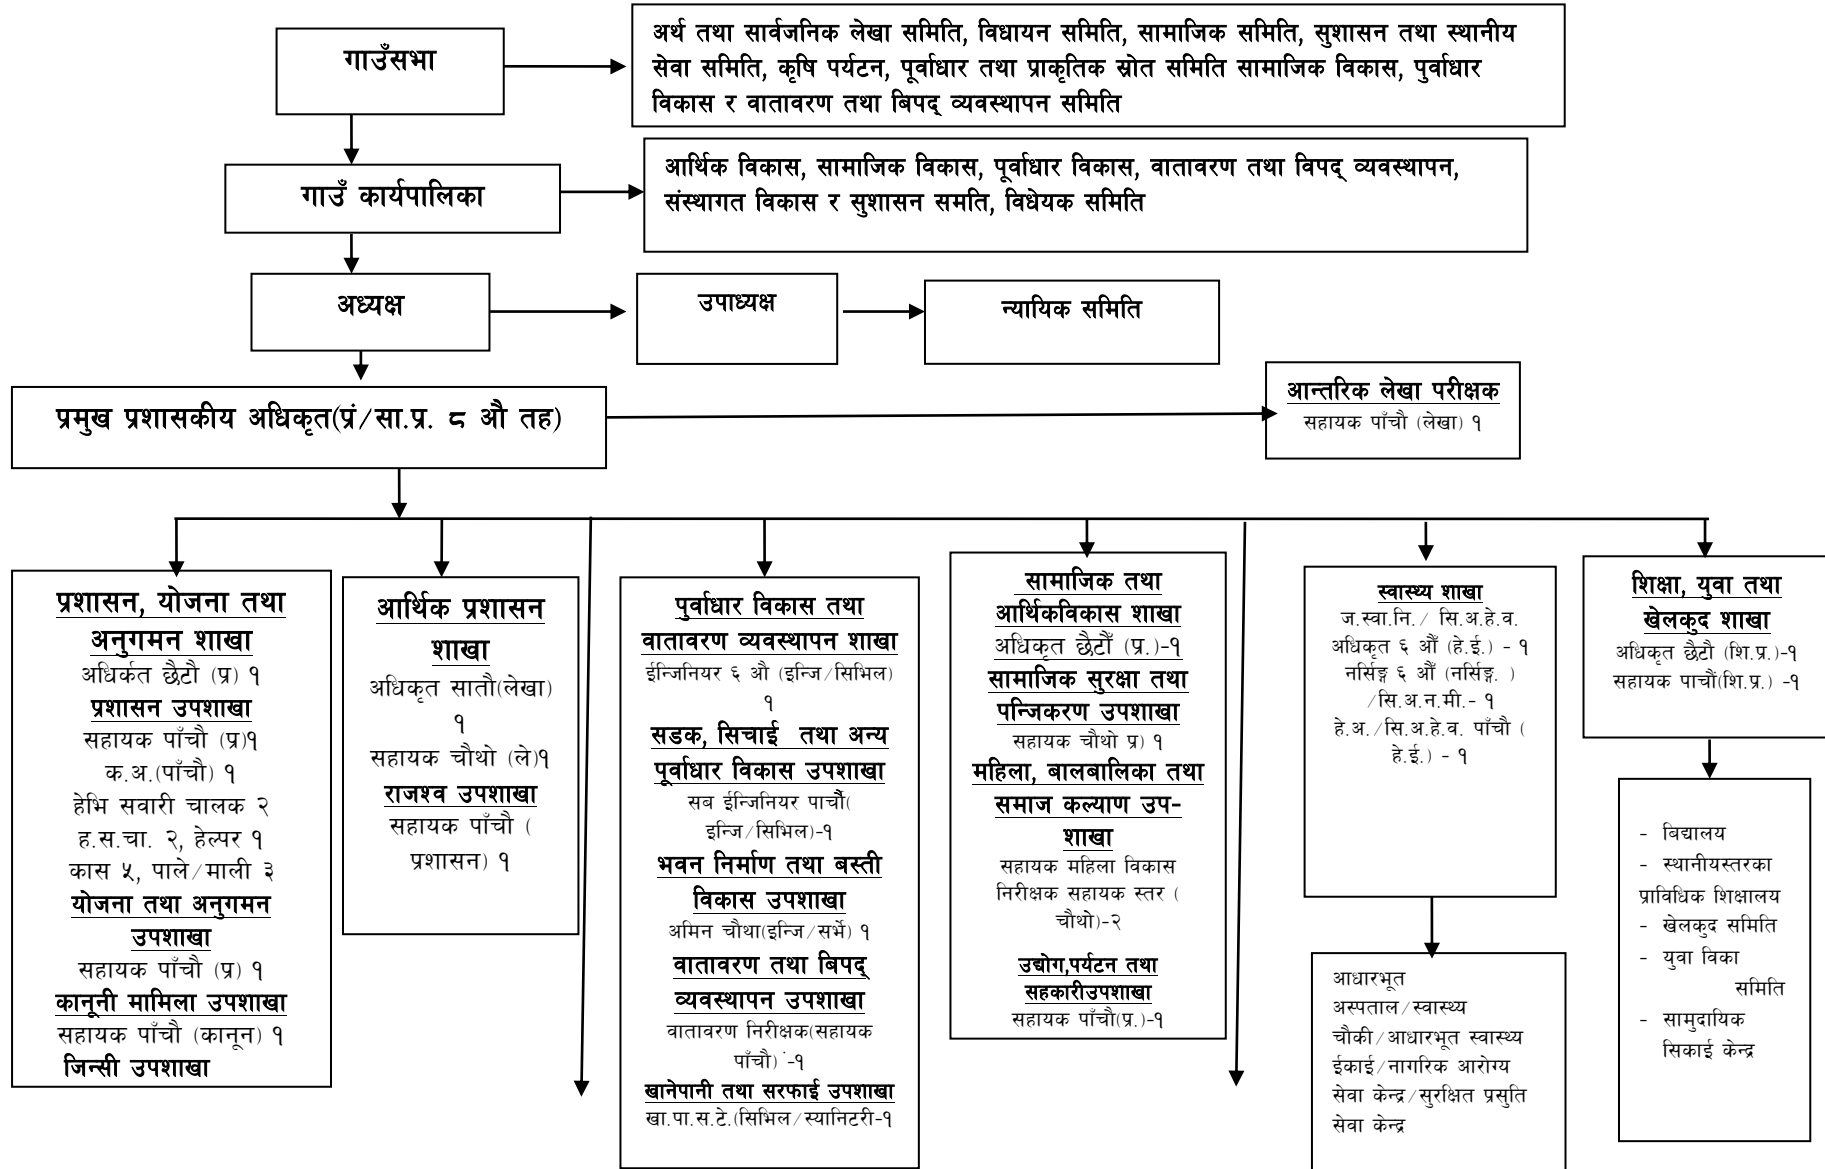 गाउँसभा
अर्थ तथा सार्वजनिक लेखा समिति, विधायन समिति, सामाजिक समिति, सुशासन तथा स्थानीय
सेवा समिति, कृषि पर्यटन, पूर्वाधार तथा प्राकृतिक स्रोत समिति सामाजिक विकास, पुर्वाधार
विकास र वातावरण तथा बिपद् व्यवस्थापन समिति
गाउँ कार्यपालिका
आर्थिक विकास, सामाजिक विकास, पूर्वाधार विकास, वातावरण तथा विपद् व्यवस्थापन,
संस्थागत विकास र सुशासन समति, विधेयक समिति
अध्यक्ष
उपाध्यक्ष
न्यायिक समिति
प्रमुख प्रशासकीय अधिकृत(प्रं/सा.प्र. ८ औ तह)
आन्तरिक लेखा परीक्षक
सहायक पाँचौ (लेखा) १
प्रशासन, योजना तथा
अनुगमन शाखा
अधिर्कत छैटौ (प्र) १
प्रशासन उपशाखा
सहायक पाँचौ (प्र)१
क.अ.(पाँचौ) १
हेभि सवारी चालक २
ह.स.चा. २, हेल्पर १
कास ५, पाले/माली ३
योजना तथा अनुगमन
उपशाखा
सहायक पाँचौ (प्र) १
कानूनी मामिला उपशाखा
सहायक पाँचौ (कानून) १
जिन्सी उपशाखा
आर्थिक प्रशासन
शाखा
अधिकृत सातौ(लेखा)
१
सहायक चौथो (ले)१
राजश्व उपशाखा
सहायक पाँचौ (
प्रशासन) १
पुर्वाधार विकास तथा
वातावरण व्यवस्थापन शाखा
ईन्जिनियर ६ औ (इन्जि/सिभिल)
१
सडक, सिचाई तथा अन्य
पूर्वाधार विकास उपशाखा
सब ईन्जिनियर पाचौं(
इन्जि/सिभिल)-१
भवन निर्माण तथा बस्ती
विकास उपशाखा
अमिन चौथा(इन्जि/सर्भे) १
वातावरण तथा बिपद्
व्यवस्थापन उपशाखा
वातावरण निरीक्षक(सहायक
पाँचौ) -१
खानेपानी तथा सरफाई उपशाखा
खा.पा.स.टे.(सिभिल/स्यानिटरी-१
सामाजिक तथा
आर्थिकविकास शाखा
अधिकृत छैटौँ (प्र.)-१
सामाजिक सुरक्षा तथा
पन्जिकरण उपशाखा
सहायक चौथो प्र) १
महिला, बालबालिका तथा
समाज कल्याण उप-
शाखा
सहायक महिला विकास
निरीक्षक सहायक स्तर (
चौथो)-२
उद्योग,पर्यटन तथा
सहकारीउपशाखा
सहायक पाँचौ(प्र.)-१
स्वास्थ्य शाखा
ज.स्वा.नि./ सि.अ.हे.व.
अधिकृत ६ औँ (हे.ई.) - १
नर्सिङ्ग ६ औँ (नर्सिङ्ग. )
/सि.अ.न.मी.- १
हे.अ./सि.अ.हे.व. पाँचौ (
हे.ई.) - १
आधारभूत
अस्पताल/स्वास्थ्य
चौकी/आधारभूत स्वास्थ्य
ईकाई/नागरिक आरोग्य
सेवा केन्द्र/सुरक्षित प्रसुति
सेवा केन्द्र
शिक्षा, युवा तथा
खेलकुद शाखा
अधिकृत छैटौ (शि.प्र.)-१
सहायक पाचौं(शि.प्र.) -१
- बिद्यालय
- स्थानीयस्तरका
प्राविधिक शिक्षालय
- खेलकुद समिति
- युवा विका
समिति
- सामुदायिक
सिकाई केन्द्र